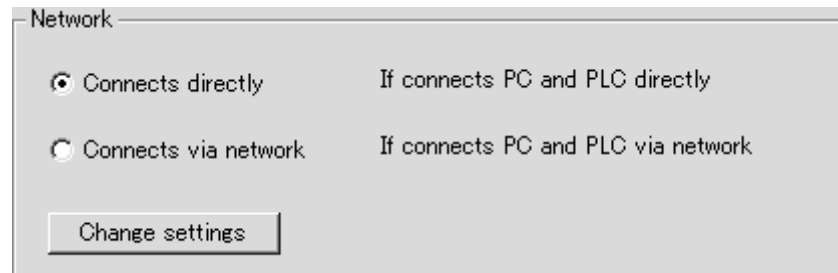 Network
Connects directly If connects PC and PLC directly
Connects via network If connects PC and PLC via network
Change settings